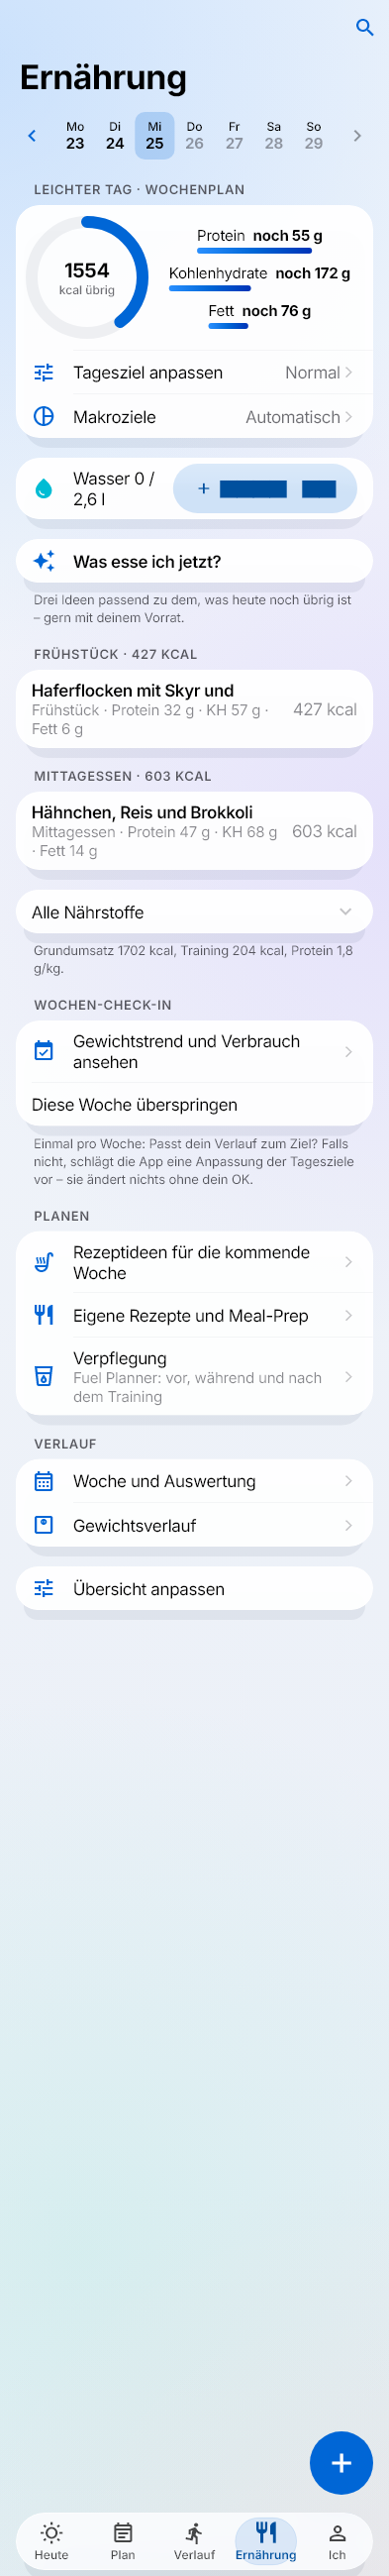 Ernährung
Mo Di Mi Do Fr Sa So
23 24 25 26 27 28 29
LEICHTER TAG · WOCHENPLAN
1554
kcal übrig
Protein noch 55 g
Kohlenhydrate noch 172 g
Fett noch 76 g
Tagesziel anpassen Normal
Makroziele Automatisch
Wasser 0 /
2,6 l
+
Was esse ich jetzt?
Drei Ideen passend zu dem, was heute noch übrig ist
– gern mit deinem Vorrat.
FRÜHSTÜCK · 427 KCAL
Haferflocken mit Skyr und
Frühstück · Protein 32 g · KH 57 g ·
Fett 6 g
427 kcal
MITTAGESSEN · 603 KCAL
Hähnchen, Reis und Brokkoli
Mittagessen · Protein 47 g · KH 68 g
· Fett 14 g
603 kcal
Alle Nährstoffe
Grundumsatz 1702 kcal, Training 204 kcal, Protein 1,8
g/kg.
WOCHEN-CHECK-IN
Gewichtstrend und Verbrauch
ansehen
Diese Woche überspringen
Einmal pro Woche: Passt dein Verlauf zum Ziel? Falls
nicht, schlägt die App eine Anpassung der Tagesziele
vor – sie ändert nichts ohne dein OK.
PLANEN
Rezeptideen für die kommende
Woche
Eigene Rezepte und Meal-Prep
Verpflegung
Fuel Planner: vor, während und nach
dem Training
VERLAUF
Woche und Auswertung
Gewichtsverlauf
Übersicht anpassen
Heute Plan Verlauf Ernährung Ich